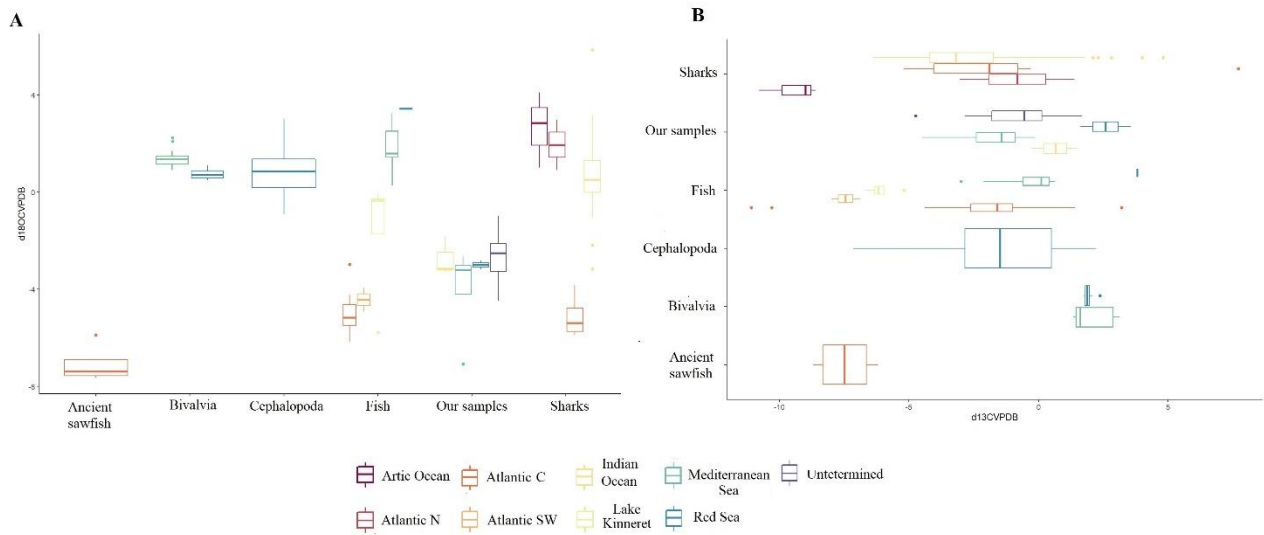 A
B
d18OCVPDB
4
0
-4
-8
Ancient
sawfish
Bivalvia
Cephalopoda
Fish
Our samples
Sharks
Sharks
Our samples
Fish
Cephalopoda
Bivalvia
Ancient
sawfish
-10
-5
0
5
d13CVPDB
Artic Ocean
Atlantic C
Indian
Ocean
Mediterranean
Sea
Untetermined
Atlantic N
Atlantic SW
Lake
Kinneret
Red Sea